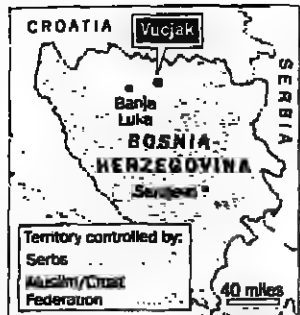 CROATIA
Vucjak
SERBIA
Banja
Luka
BOSNIA
HERZEGOVINA
Sarajevo
Territory controlled by:
Serbs
Muslim/Croat
Federation
40 miles